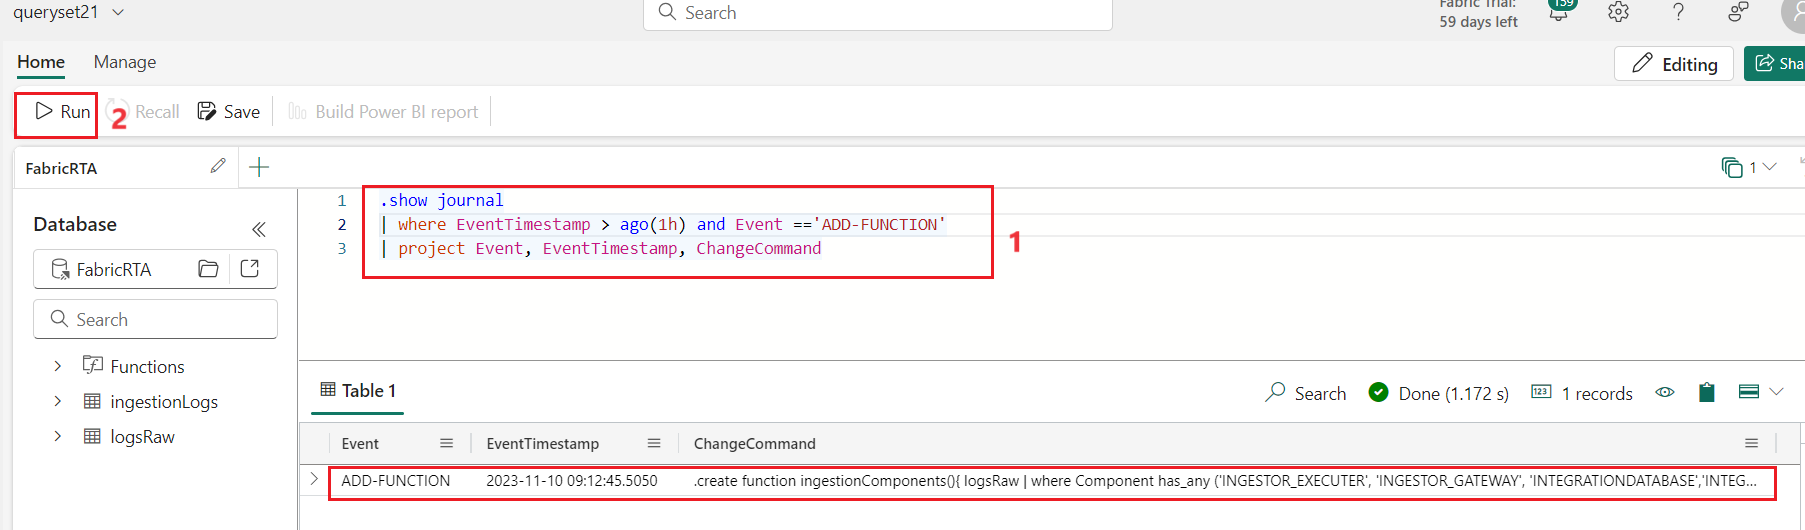 queryset21
Search
Fabric Trial:
59 days left
159
Home
Manage
Editing
Sha
Run
2
Recall
Save
Build Power BI report
FabricRTA
1
Database
FabricRTA
Search
Functions
ingestionLogs
logsRaw
1 .show journal
2 | where EventTimestamp > ago(1h) and Event =='ADD-FUNCTION'
3 | project Event, EventTimestamp, ChangeCommand
1
Table 1
Search
Done (1.172 s)
123
1 records
Event EventTimestamp ChangeCommand
ADD-FUNCTION 2023-11-10 09:12:45.5050 .create function ingestionComponents(){ logsRaw | where Component has_any ('INGESTOR_EXECUTER', 'INGESTOR_GATEWAY', 'INTEGRATIONDATABASE','INTEG...